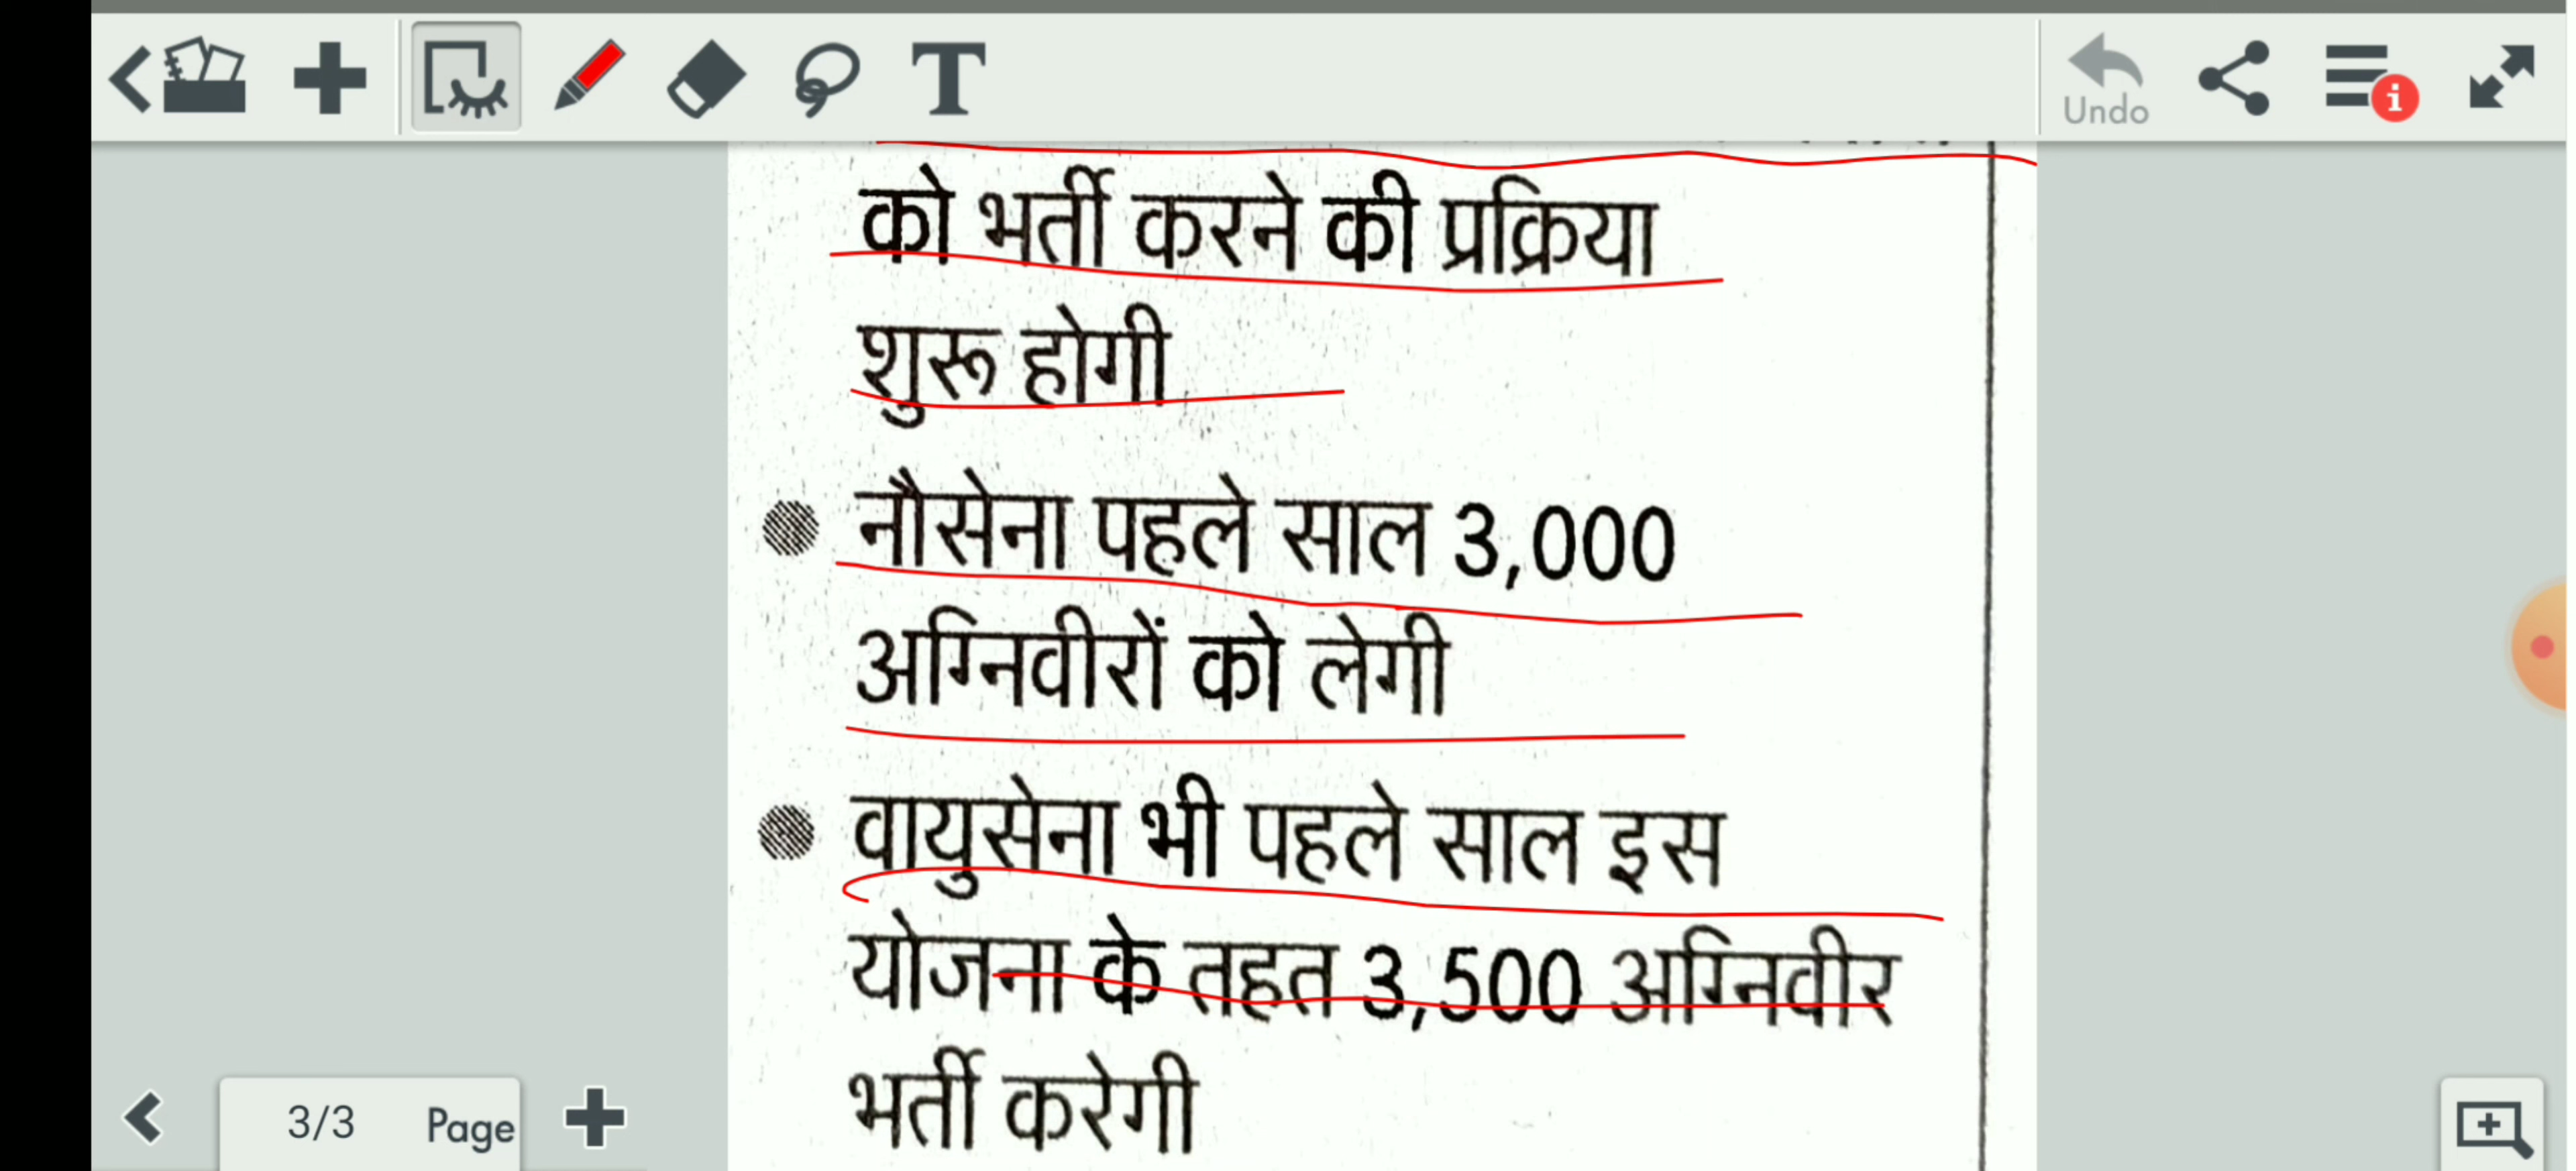 T
Undo
i
को भर्ती करने की प्रक्रिया
शुरू होगी
नौसेना पहले साल 3,000
अग्निवीरों को लेगी
वायुसेना भी पहले साल इस
योजना के तहत 3,500 अग्निवीर
भर्ती करेगी
3/3 Page